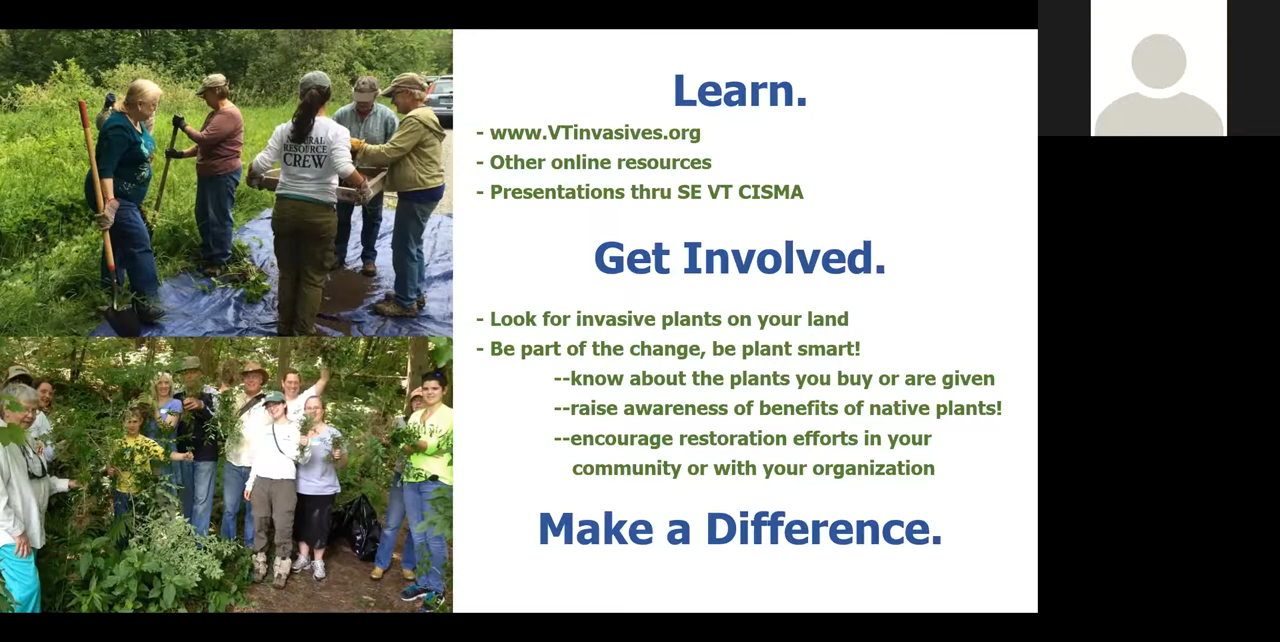 NATURAL
RESOURCE
CREW
Learn.
- www.VTinvasives.org
- Other online resources
- Presentations thru SE VT CISMA
Get Involved.
- Look for invasive plants on your land
- Be part of the change, be plant smart!
--know about the plants you buy or are given
--raise awareness of benefits of native plants!
--encourage restoration efforts in your
community or with your organization
Make a Difference.